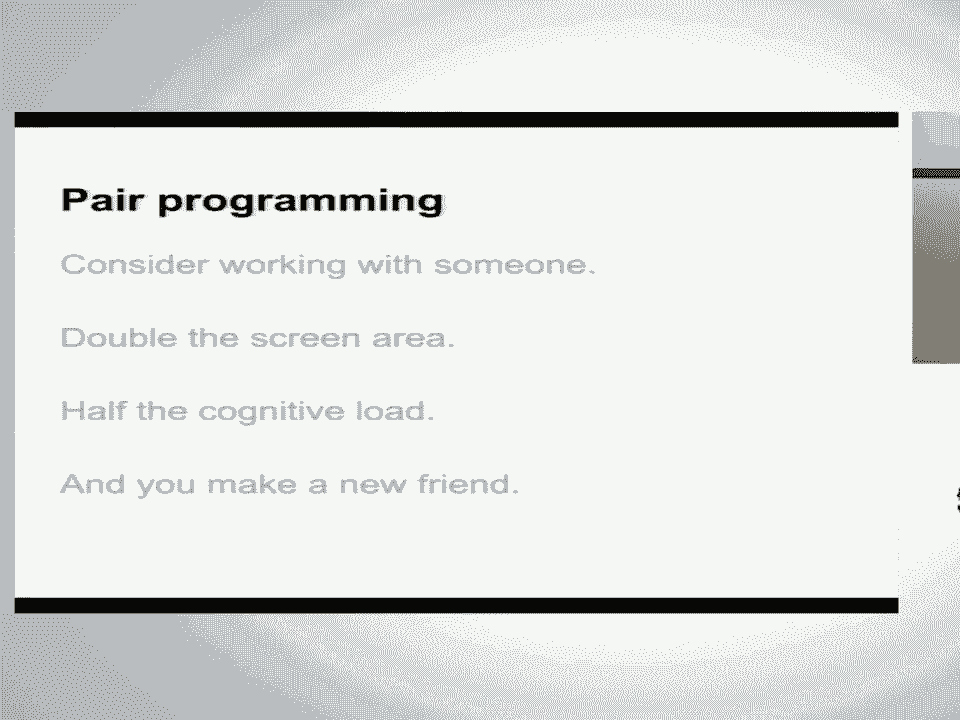 Pair programming
Consider working with someone.
Double the screen area.
Half the cognitive load.
And you make a new friend.